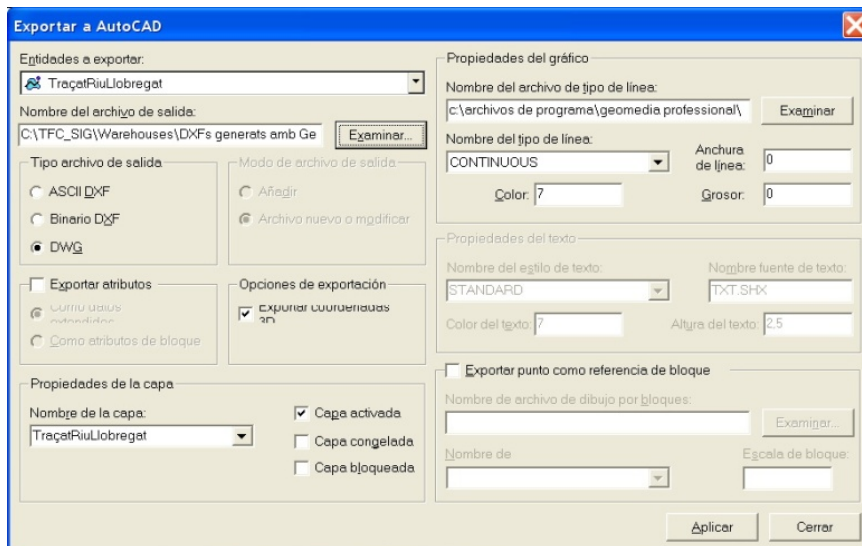 Exportar a AutoCAD
Entidades a exportar:
TraçatRiuLlobregat
Nombre del archivo de salida:
C:\TFC_SIG\Warehouses\DXFs generats amb Ge
Examinar...
Tipo archivo de salida
ASCII DXF
Binario DXF
DWG
Modo de archivo de salida
Añadir
Archivo nuevo o modificar
Exportar atributos
Como datos
extendidos
Como atributos de bloque
Opciones de exportación
Exportar coordenadas
3D
Propiedades de la capa
Nombre de la capa:
TraçatRiuLlobregat
Capa activada
Capa congelada
Capa bloqueada
Propiedades del gráfico
Nombre del archivo de tipo de línea:
c:\archivos de programa\geomedia professional\
Examinar
Nombre del tipo de línea:
CONTINUOUS
Anchura
de línea:
0
Color:
7
Grosor:
0
Propiedades del texto
Nombre del estilo de texto:
Nombre fuente de texto:
STANDARD
TXT.SHX
Color del texto:
7
Altura del texto:
2.5
Exportar punto como referencia de bloque
Nombre de archivo de dibujo por bloques:
Examinar...
Nombre de
Escala de bloque:
Aplicar
Cerrar